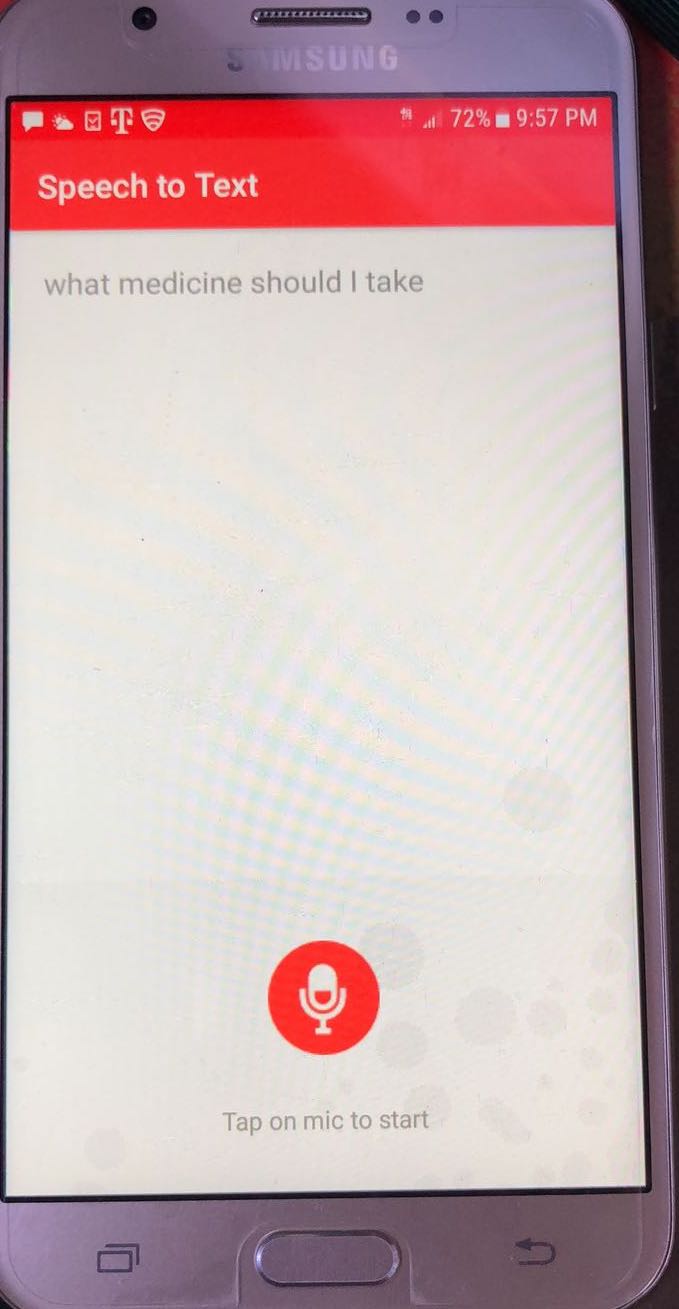 SAMSUNG
72% 9:57 PM
Speech to Text
what medicine should I take
Tap on mic to start